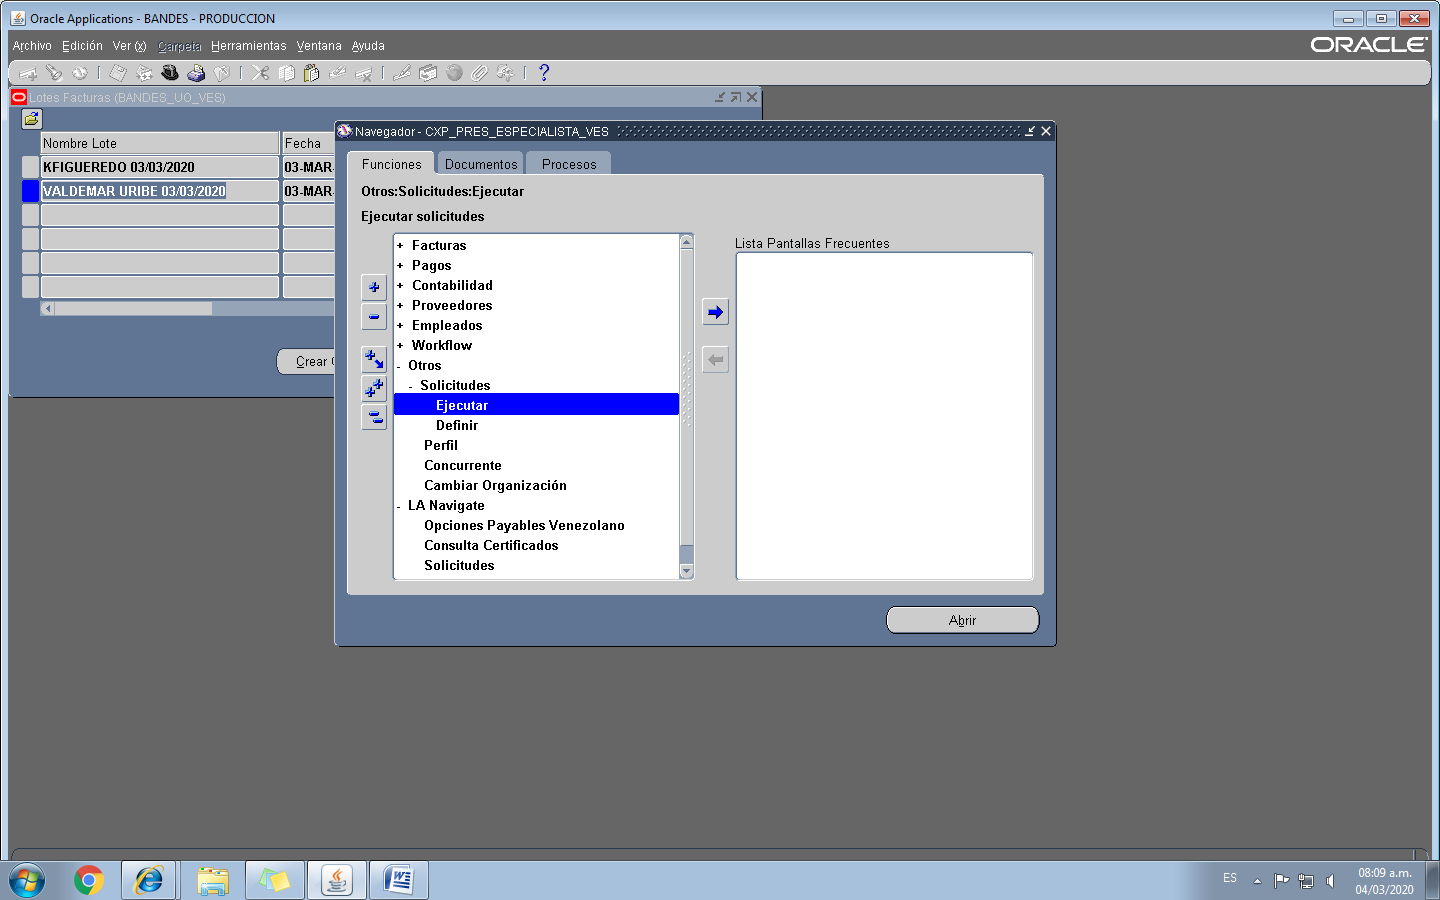 Oracle Applications - BANDES - PRODUCCION
Archivo Edición Ver (x) Carpeta Herramientas Ventana Ayuda
ORACLE
Lotes Facturas (BANDES_UO_VES)
Nombre Lote Fecha
KFIGUEREDO 03/03/2020 03-MAR-
VALDEMAR URIBE 03/03/2020 03-MAR-
Crear
Navegador - CXP_PRES_ESPECIALISTA_VES
Funciones Documentos Procesos
Otros:Solicitudes:Ejecutar
Ejecutar solicitudes
+ Facturas
+ Pagos
+ Contabilidad
+ Proveedores
+ Empleados
+ Workflow
- Otros
- Solicitudes
Ejecutar
Definir
Perfil
Concurrente
Cambiar Organización
- LA Navigate
Opciones Payables Venezolano
Consulta Certificados
Solicitudes
Lista Pantallas Frecuentes
Abrir
ES
08:09 a.m.
04/03/2020